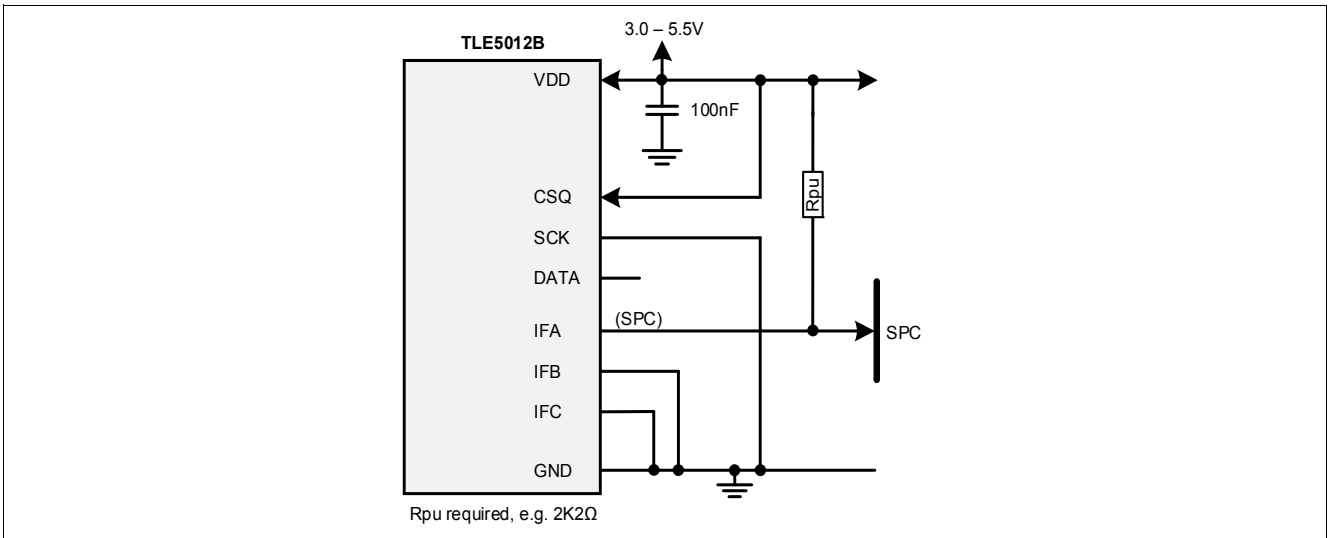 3.0 – 5.5V
TLE5012B
VDD
100nF
CSQ
Rpu
SCK
DATA
IFA
(SPC)
SPC
IFB
IFC
GND
Rpu required, e.g. 2K2Ω